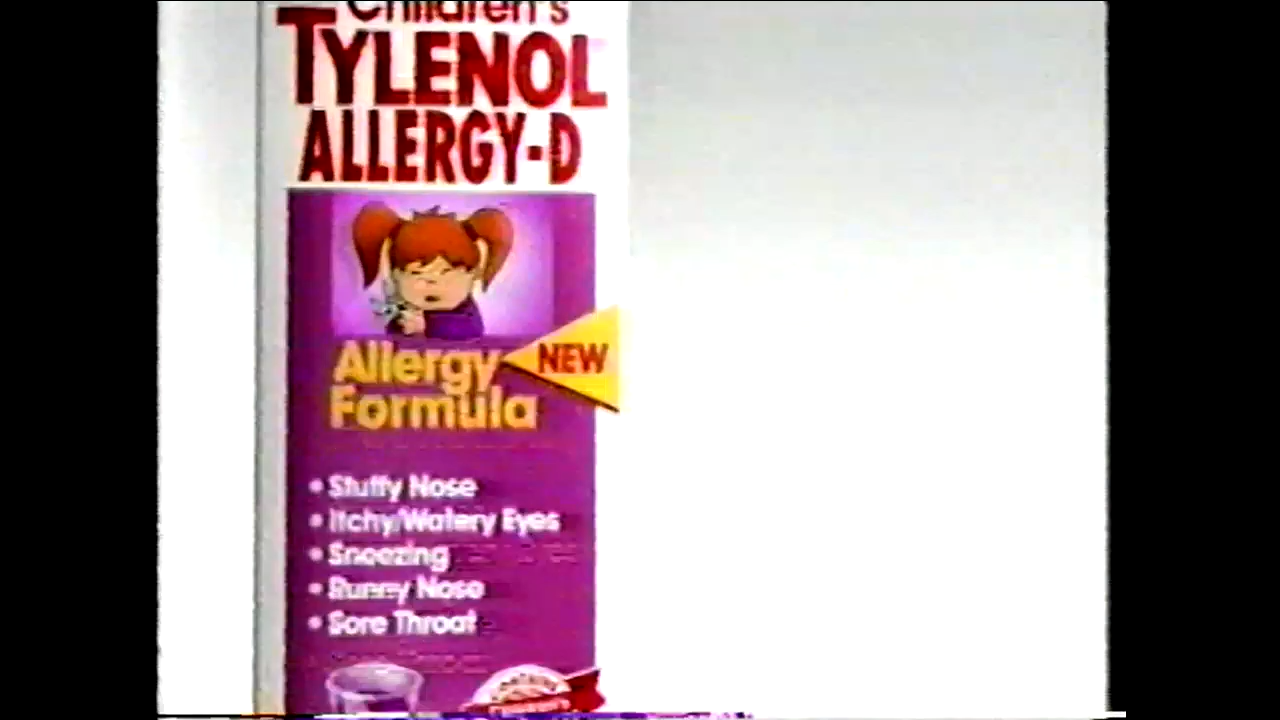 Children's
TYLENOL
ALLERGY-D
Allergy
Formula
NEW
• Stuffy Nose
• Itchy/Watery Eyes
• Sneezing
• Runny Nose
• Sore Throat